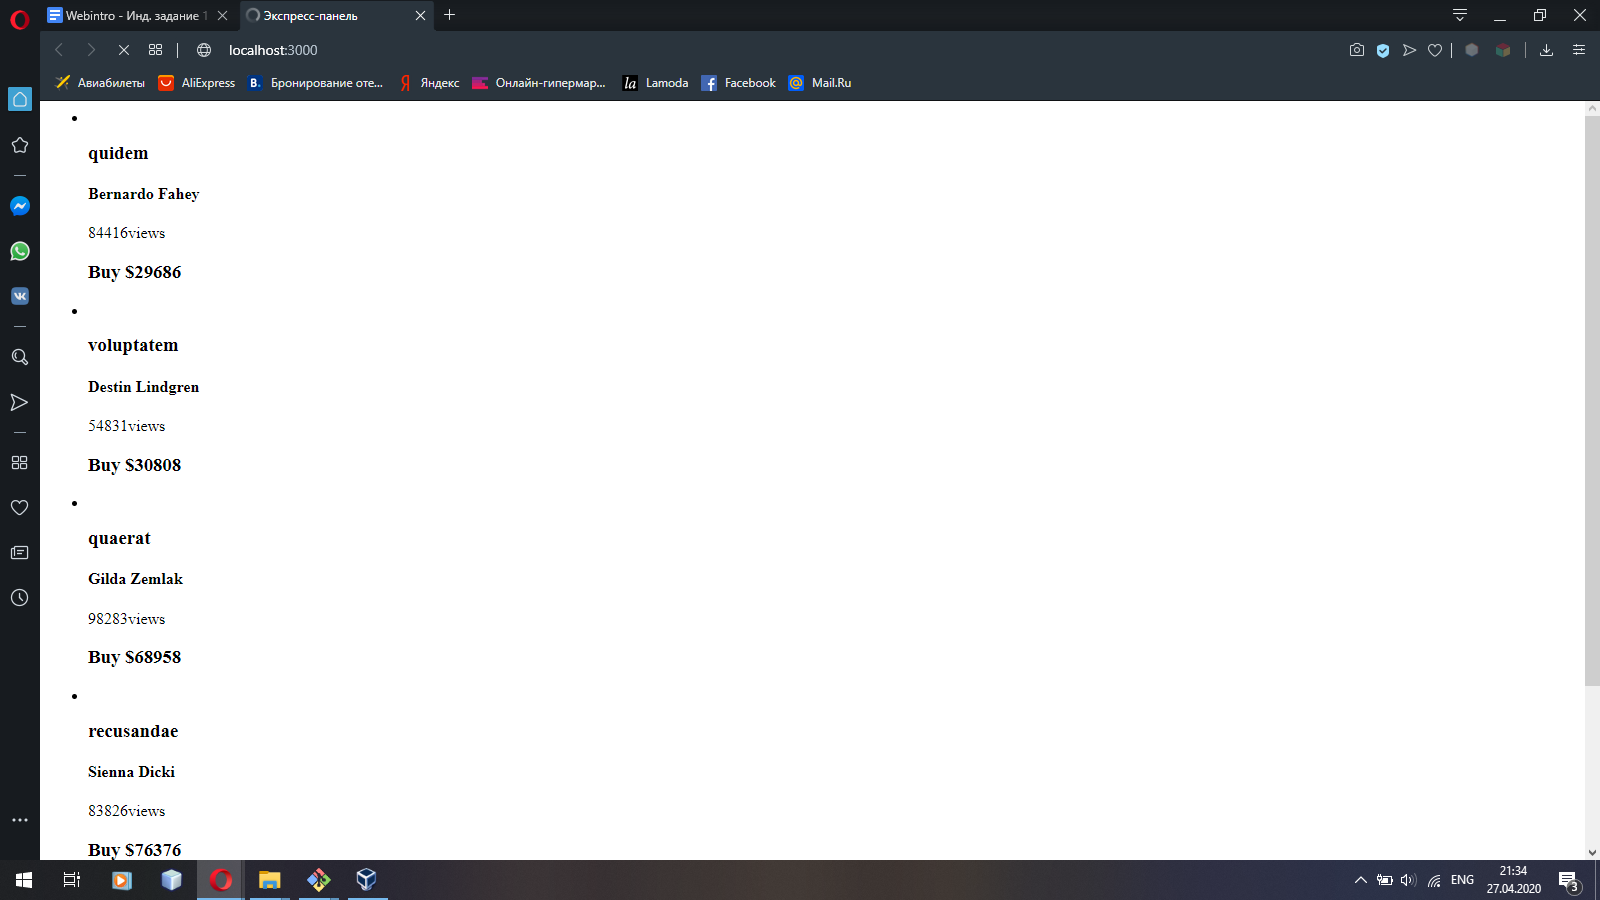 Webintro - Инд. задание 1
Экспресс-панель
localhost:3000
Авиабилеты
AliExpress
B.
Бронирование оте...
Я
Яндекс
Онлайн-гипермар...
la
Lamoda
f
Facebook
@
Mail.Ru
quidem
Bernardo Fahey
84416views
Buy $29686
voluptatem
Destin Lindgren
54831views
Buy $30808
quaerat
Gilda Zemlak
98283views
Buy $68958
recusandae
Sienna Dicki
83826views
Buy $76376
ENG
21:34
27.04.2020
3